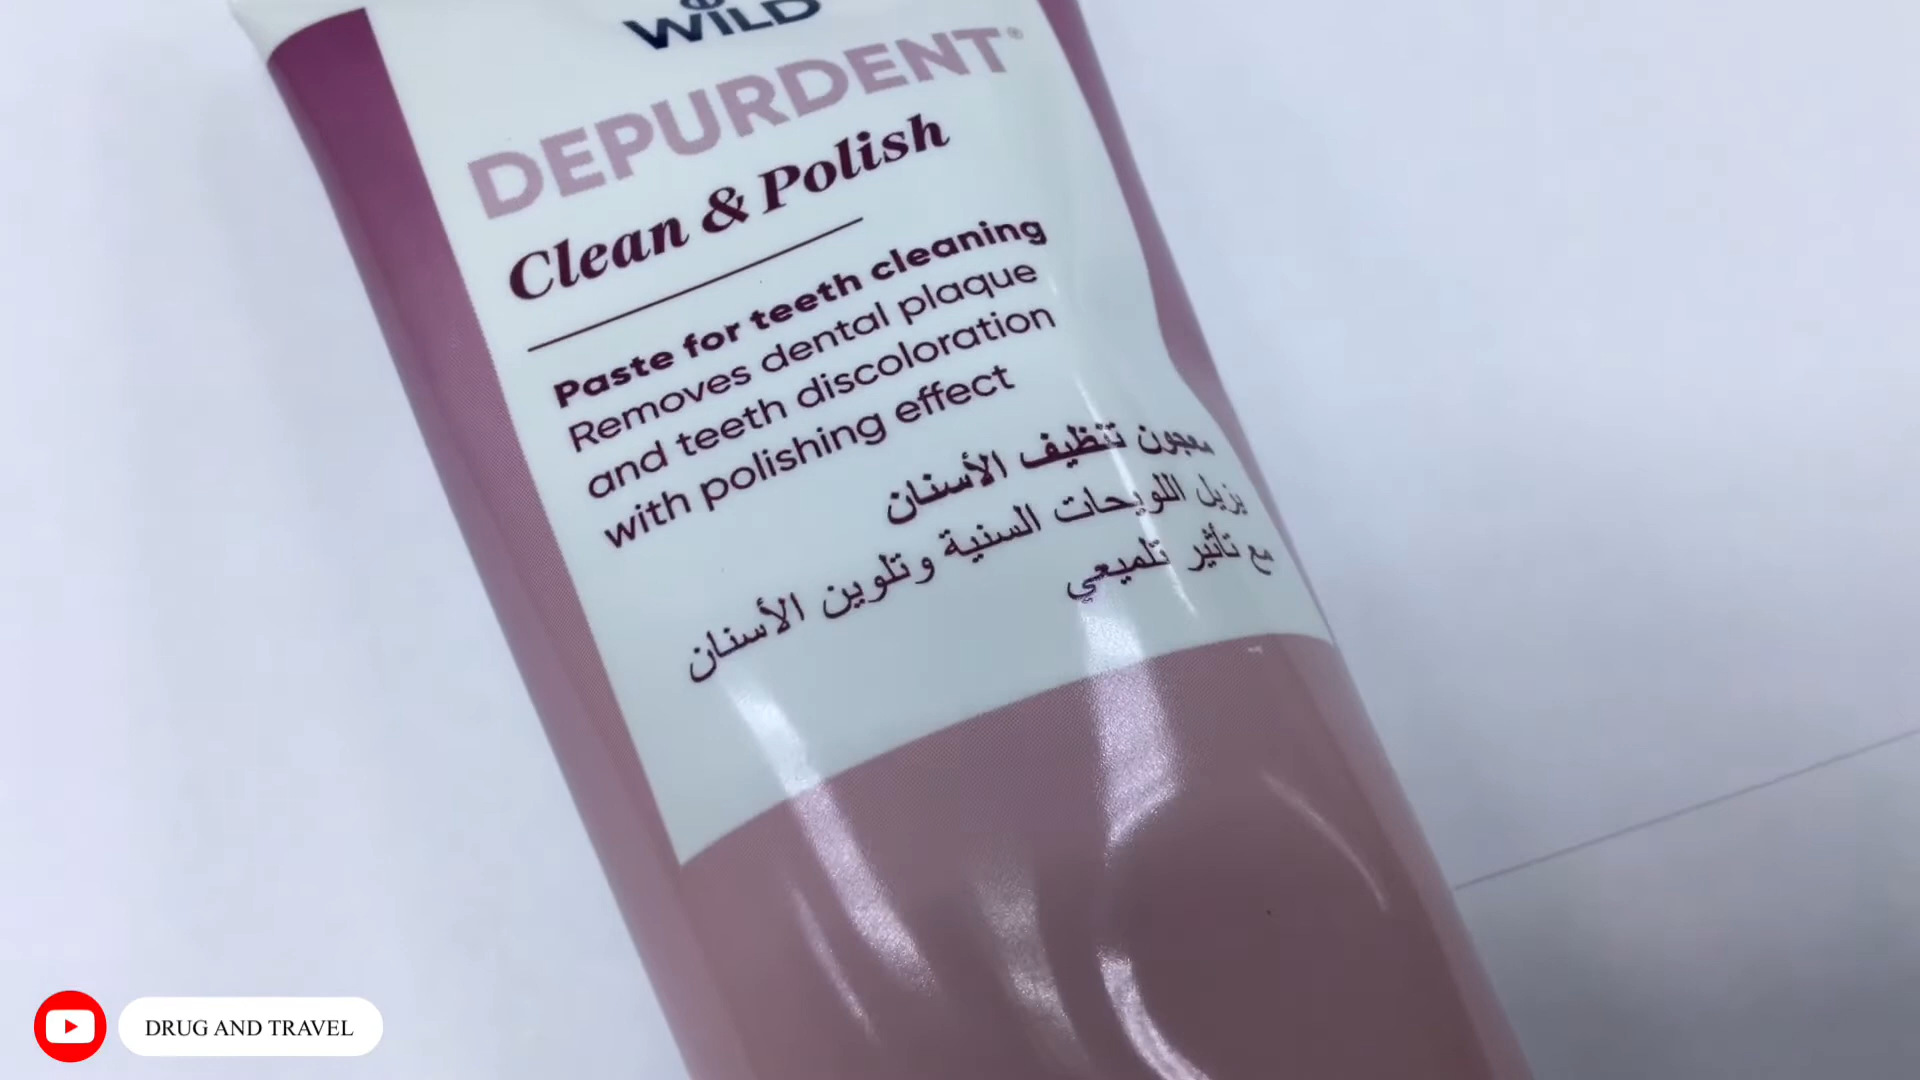 WILD
DEPURDENT®
Clean & Polish
Paste for teeth cleaning
Removes dental plaque
and teeth discoloration
with polishing effect
معجون تنظيف الأسنان
يزيل اللويحات السنية وتلوين الأسنان
مع تأثير تلميعي
DRUG AND TRAVEL